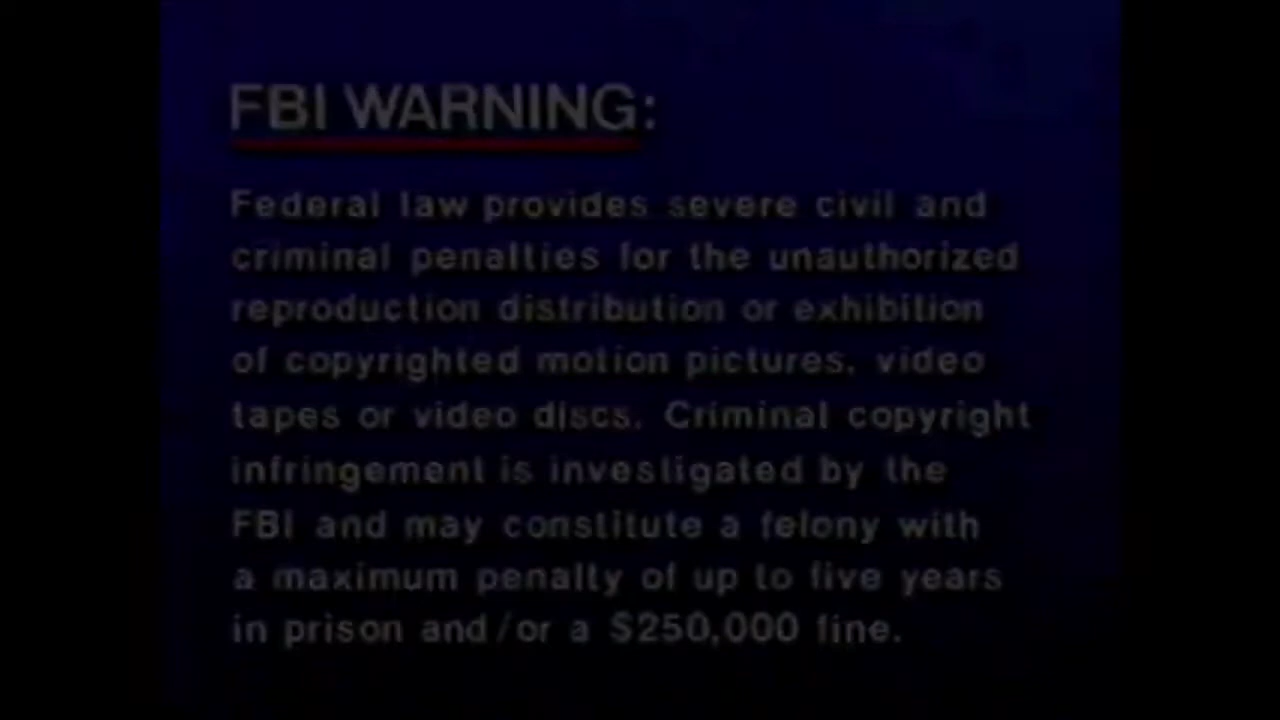 FBI WARNING:
Federal law provides severe civil and
criminal penalties for the unauthorized
reproduction distribution or exhibition
of copyrighted motion pictures, video
tapes or video discs. Criminal copyright
infringement is investigated by the
FBI and may constitute a felony with
a maximum penalty of up to five years
in prison and/or a $250,000 fine.